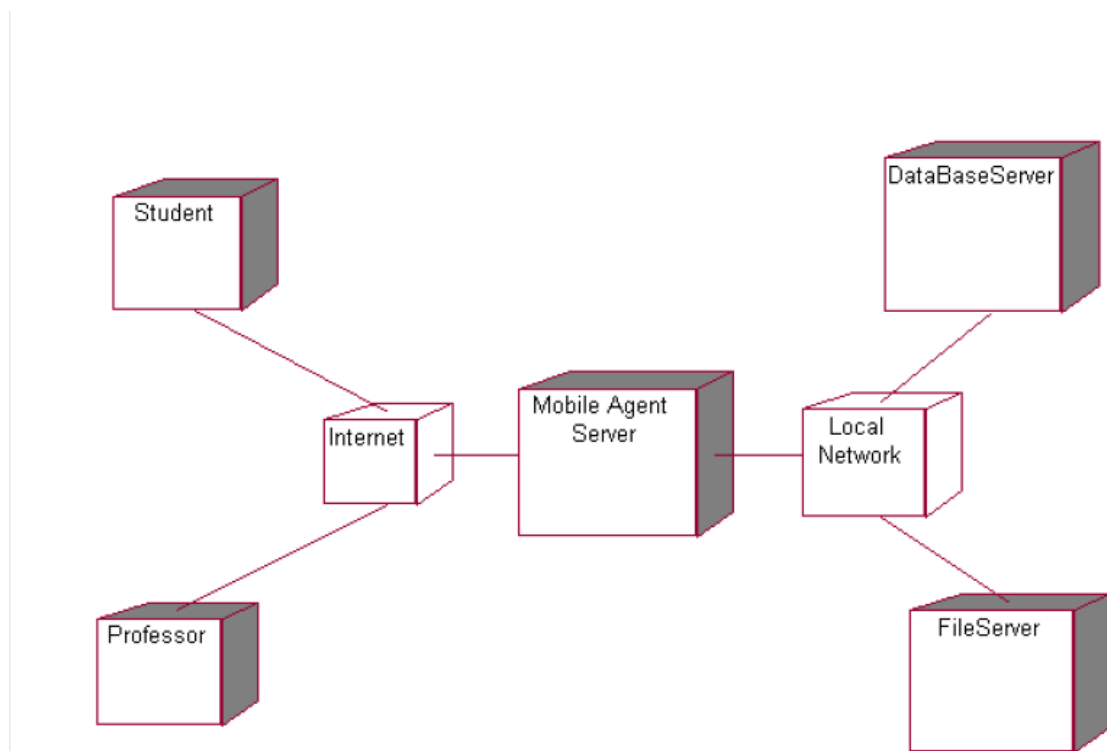 Student
DataBaseServer
Internet
Mobile Agent
Server
Local
Network
Professor
FileServer